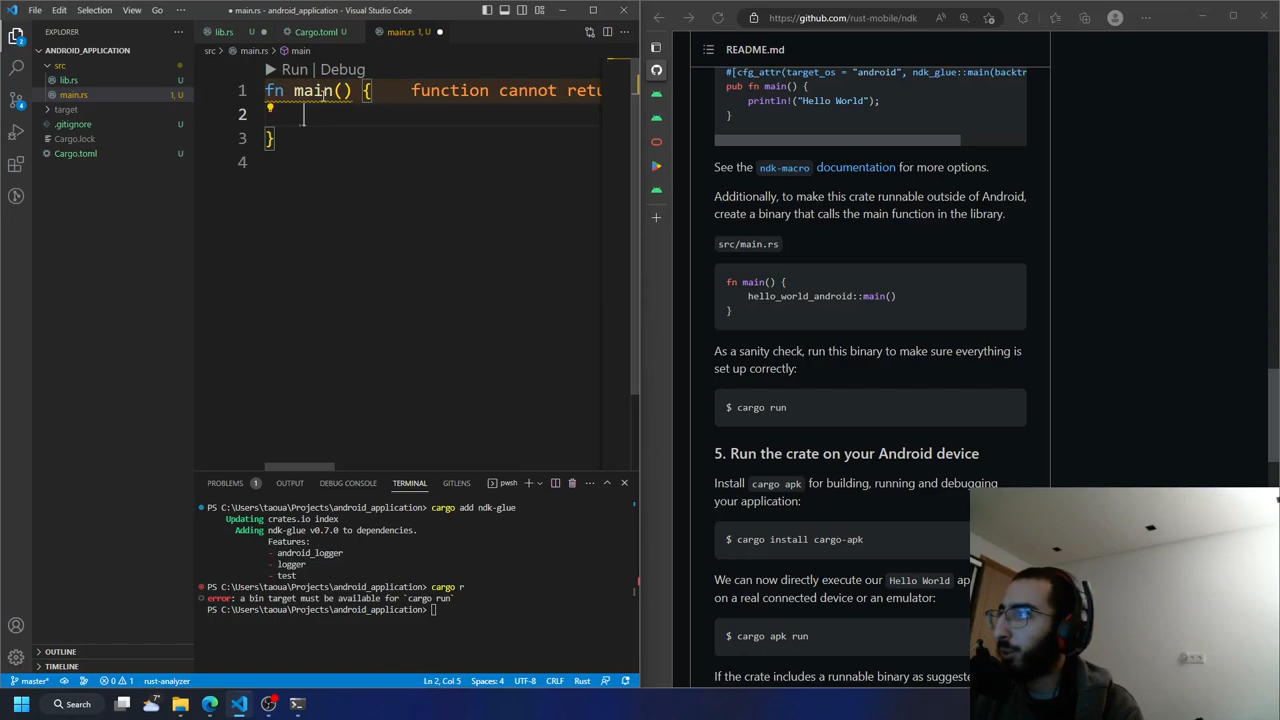 File Edit Selection View Go ··· ● main.rs - android_application - Visual Studio Code
EXPLORER ···
ANDROID_APPLICATION
src
lib.rs U
main.rs 1, U
target
.gitignore U
Cargo.lock
Cargo.toml U
OUTLINE
TIMELINE
lib.rs U ● Cargo.toml U main.rs 1, U ●
src > main.rs > main
▶ Run | Debug
1 fn main() { function cannot retu
2
3 }
4
PROBLEMS 1 OUTPUT DEBUG CONSOLE TERMINAL GITLENS pwsh
PS C:\Users\taoua\Projects\android_application> cargo add ndk-glue
Updating crates.io index
Adding ndk-glue v0.7.0 to dependencies.
Features:
- android_logger
- logger
- test
PS C:\Users\taoua\Projects\android_application> cargo r
error: a bin target must be available for `cargo run`
PS C:\Users\taoua\Projects\android_application>
master* 0 1 rust-analyzer Ln 2, Col 5 Spaces: 4 UTF-8 CRLF Rust
7° Search
https://github.com/rust-mobile/ndk
README.md
#[cfg_attr(target_os = "android", ndk_glue::main(backtr
pub fn main() {
println!("Hello World");
}
See the ndk-macro documentation for more options.
Additionally, to make this crate runnable outside of Android,
create a binary that calls the main function in the library.
src/main.rs
fn main() {
hello_world_android::main()
}
As a sanity check, run this binary to make sure everything is
set up correctly:
$ cargo run
5. Run the crate on your Android device
Install cargo apk for building, running and debugging
your application:
$ cargo install cargo-apk
We can now directly execute our Hello World ap
on a real connected device or an emulator:
$ cargo apk run
If the crate includes a runnable binary as suggeste